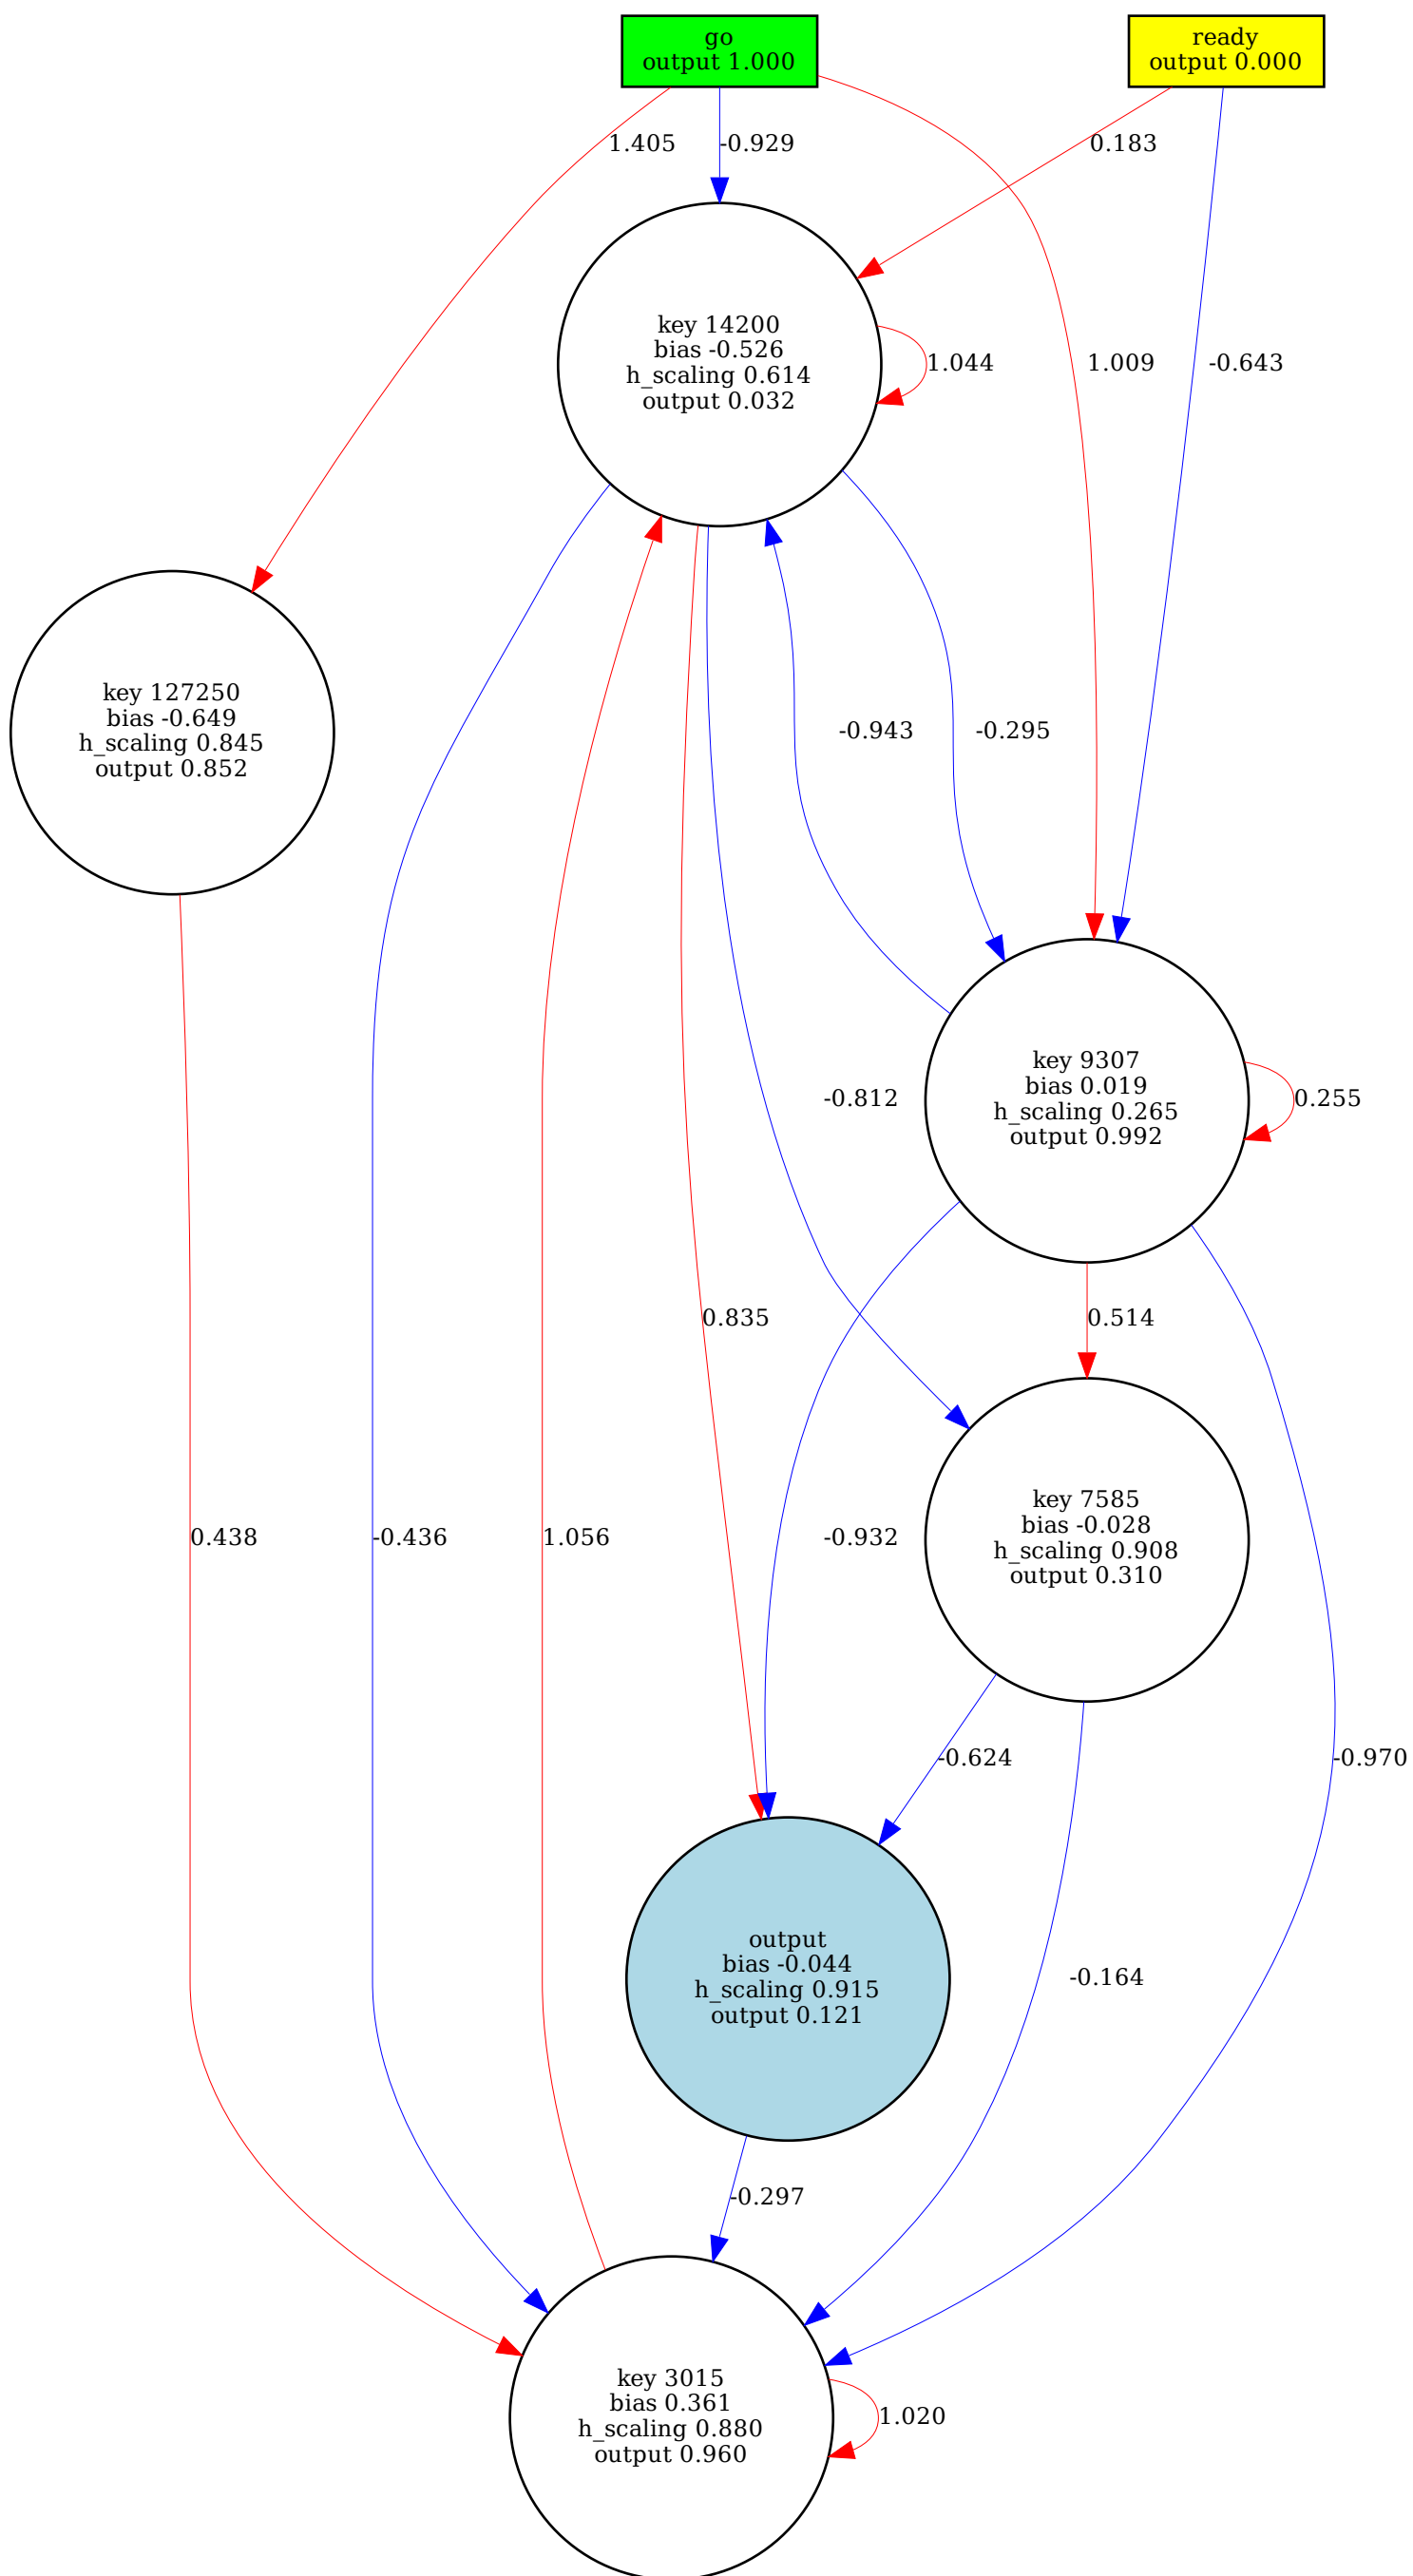 go
output 1.000
ready
output 0.000
1.405
-0.929
0.183
key 14200
bias -0.526
h_scaling 0.614
output 0.032
1.044
1.009
-0.643
key 127250
bias -0.649
h_scaling 0.845
output 0.852
-0.943
-0.295
key 9307
bias 0.019
h_scaling 0.265
output 0.992
-0.812
0.255
0.835
0.514
key 7585
bias -0.028
h_scaling 0.908
output 0.310
0.438
-0.436
1.056
-0.932
-0.624
-0.970
output
bias -0.044
h_scaling 0.915
output 0.121
-0.164
-0.297
key 3015
bias 0.361
h_scaling 0.880
output 0.960
1.020